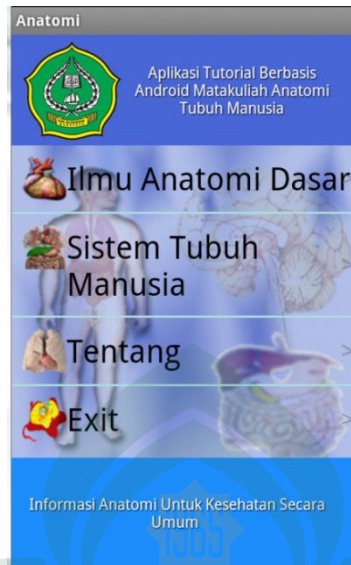 Anatomi
Aplikasi Tutorial Berbasis
Android Matakuliah Anatomi
Tubuh Manusia
Ilmu Anatomi Dasar
Sistem Tubuh
Manusia
Tentang
Exit
Informasi Anatomi Untuk Kesehatan Secara
Umum
1965